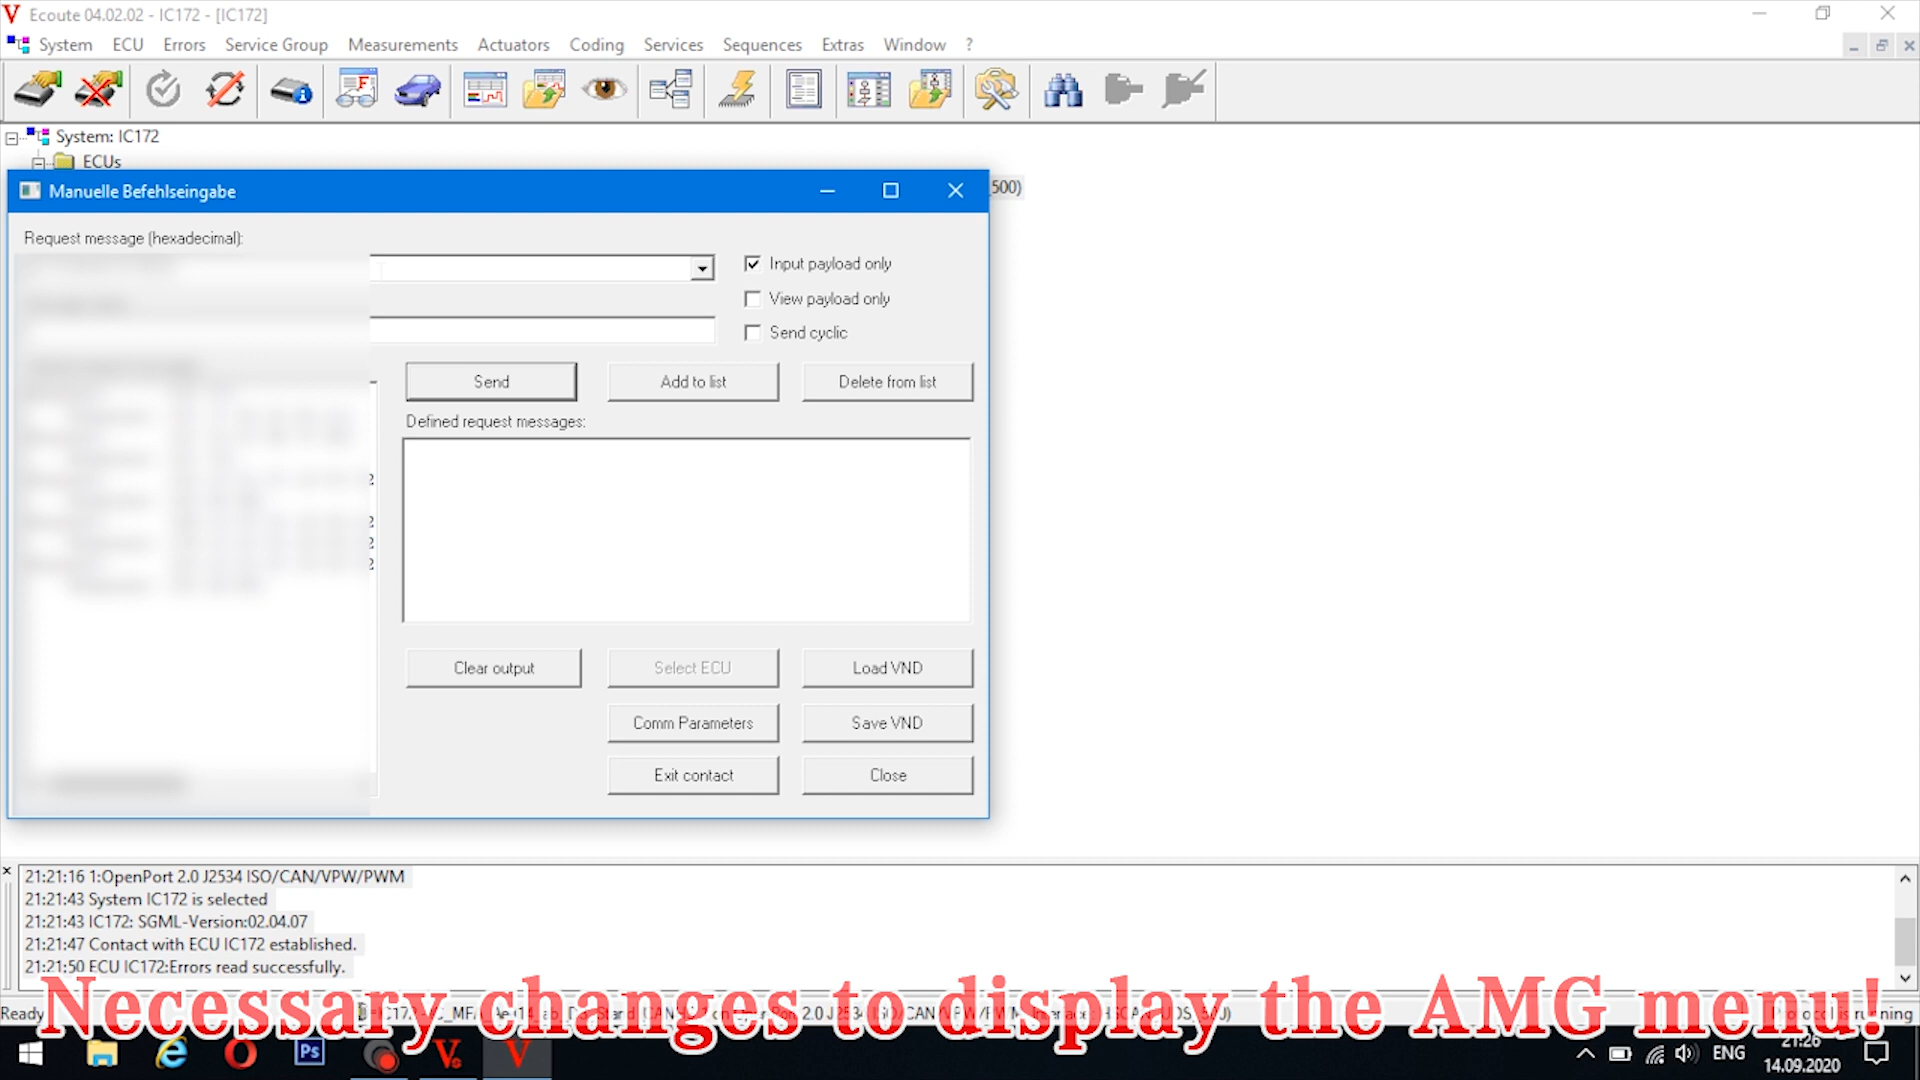 Ecoute 04.02.02 - IC172 - [IC172]
System ECU Errors Service Group Measurements Actuators Coding Services Sequences Extras Window ?
System: IC172
ECUs
500)
Manuelle Befehlseingabe
Request message (hexadecimal):
Input payload only
View payload only
Send cyclic
Send Add to list Delete from list
Defined request messages:
2
2
2
2
Clear output Select ECU Load VND
Comm Parameters Save VND
Exit contact Close
21:21:16 1:OpenPort 2.0 J2534 ISO/CAN/VPW/PWM
21:21:43 System IC172 is selected
21:21:43 IC172: SGML-Version:02.04.07
21:21:47 Contact with ECU IC172 established.
21:21:50 ECU IC172:Errors read successfully.
Necessary changes to display the AMG menu!
Ready
Ps
ENG
21:26
14.09.2020